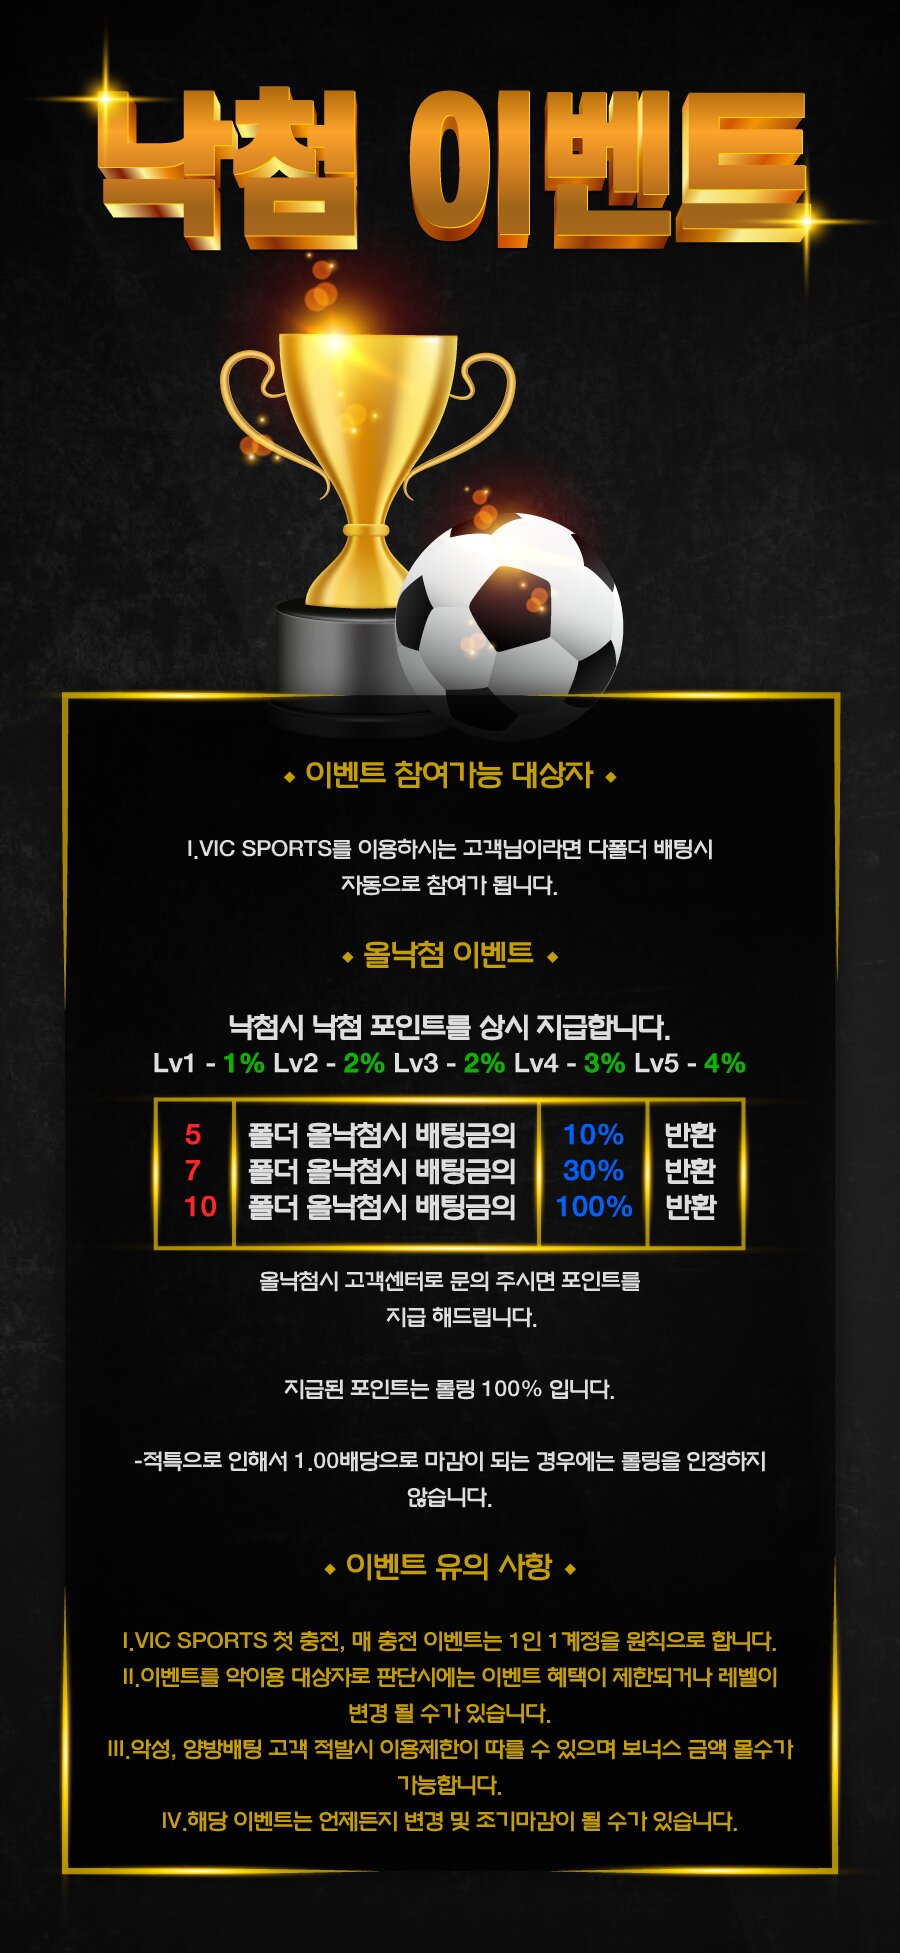 낙첨 이벤트
◆ 이벤트 참여가능 대상자 ◆
I.VIC SPORTS를 이용하시는 고객님이라면 다폴더 배팅시
자동으로 참여가 됩니다.
◆ 올낙첨 이벤트 ◆
낙첨시 낙첨 포인트를 상시 지급합니다.
Lv1 - 1% Lv2 - 2% Lv3 - 2% Lv4 - 3% Lv5 - 4%
5 폴더 올낙첨시 배팅금의 10% 반환
7 폴더 올낙첨시 배팅금의 30% 반환
10 폴더 올낙첨시 배팅금의 100% 반환
올낙첨시 고객센터로 문의 주시면 포인트를
지급 해드립니다.
지급된 포인트는 롤링 100% 입니다.
-적특으로 인해서 1.00배당으로 마감이 되는 경우에는 롤링을 인정하지
않습니다.
◆ 이벤트 유의 사항 ◆
I.VIC SPORTS 첫 충전, 매 충전 이벤트는 1인 1계정을 원칙으로 합니다.
II.이벤트를 악이용 대상자로 판단시에는 이벤트 혜택이 제한되거나 레벨이
변경 될 수가 있습니다.
III.악성, 양방배팅 고객 적발시 이용제한이 따를 수 있으며 보너스 금액 몰수가
가능합니다.
IV.해당 이벤트는 언제든지 변경 및 조기마감이 될 수가 있습니다.